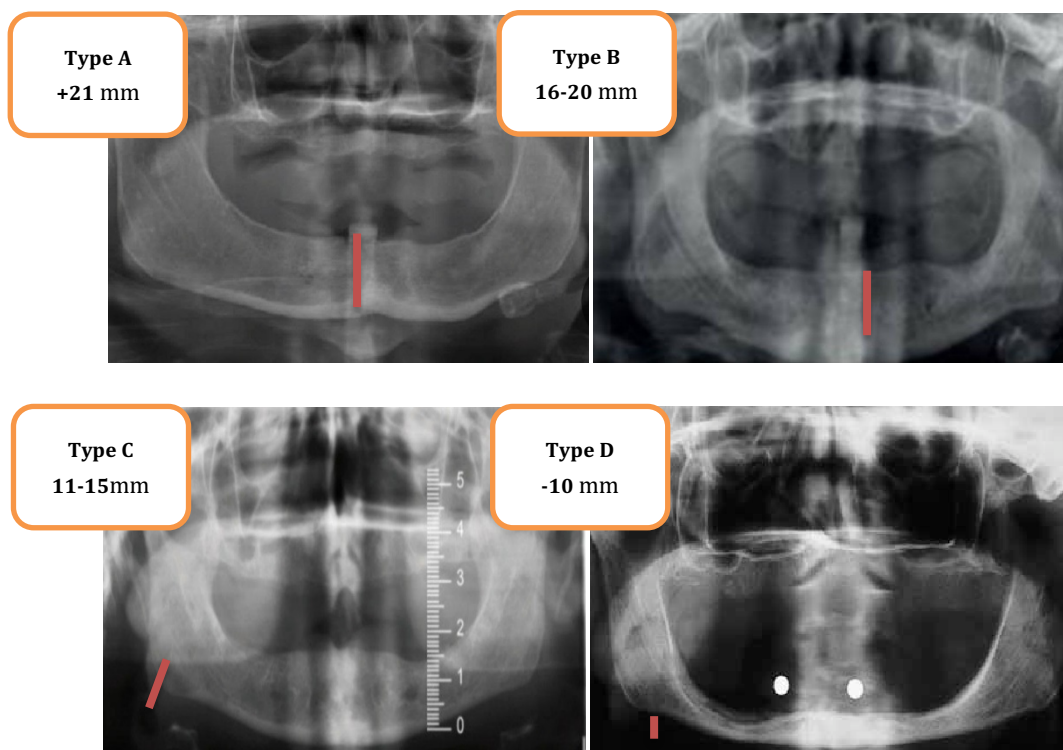 Type A
+21 mm
Type B
16-20 mm
Type C
11-15mm
5
4
3
2
1
0
Type D
-10 mm